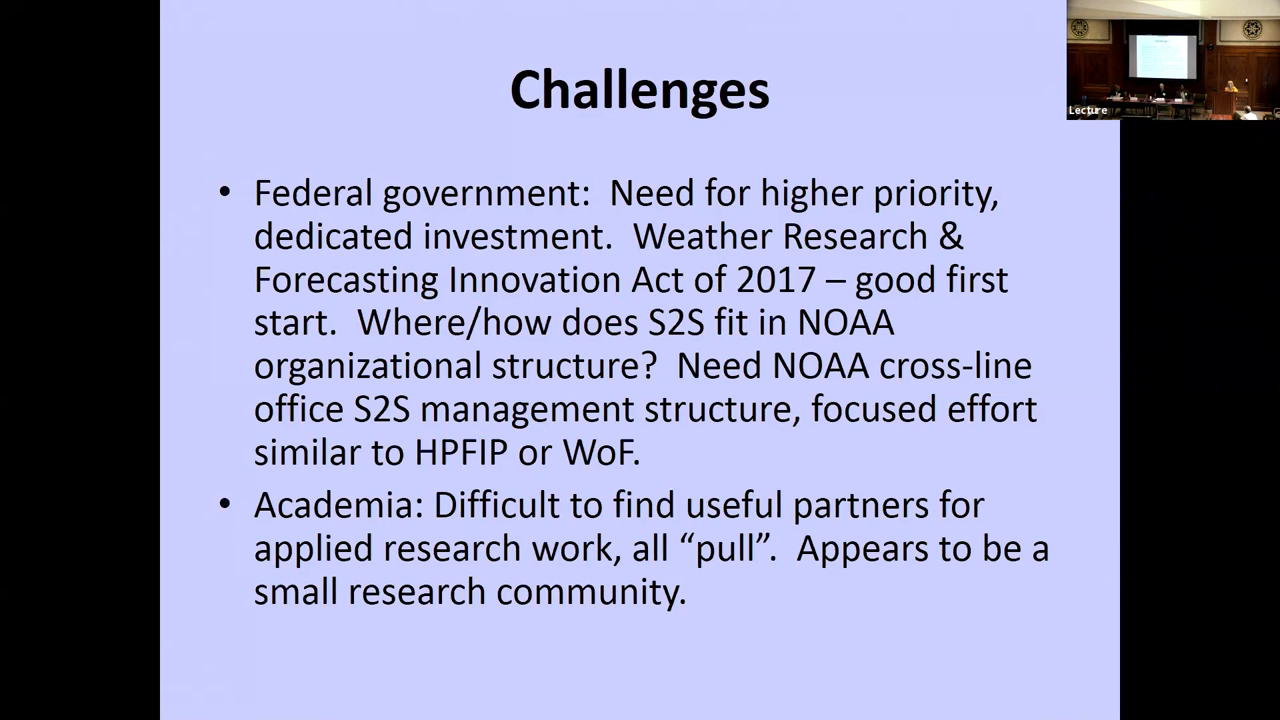 Challenges
• Federal government: Need for higher priority,
dedicated investment. Weather Research &
Forecasting Innovation Act of 2017 – good first
start. Where/how does S2S fit in NOAA
organizational structure? Need NOAA cross-line
office S2S management structure, focused effort
similar to HPFIP or WoF.
• Academia: Difficult to find useful partners for
applied research work, all “pull”. Appears to be a
small research community.
Lecture